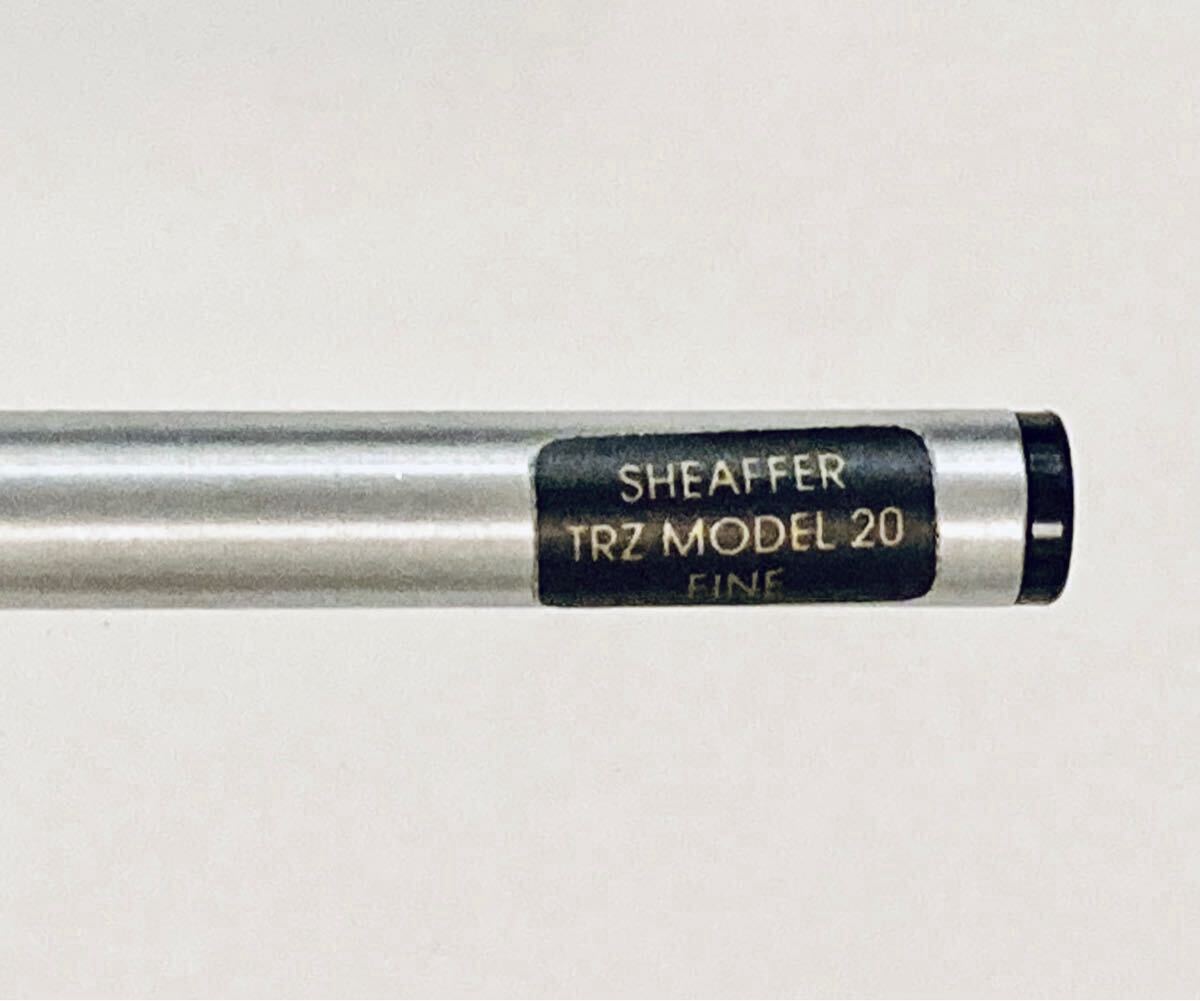 SHEAFFER
TRZ MODEL 20
FINE